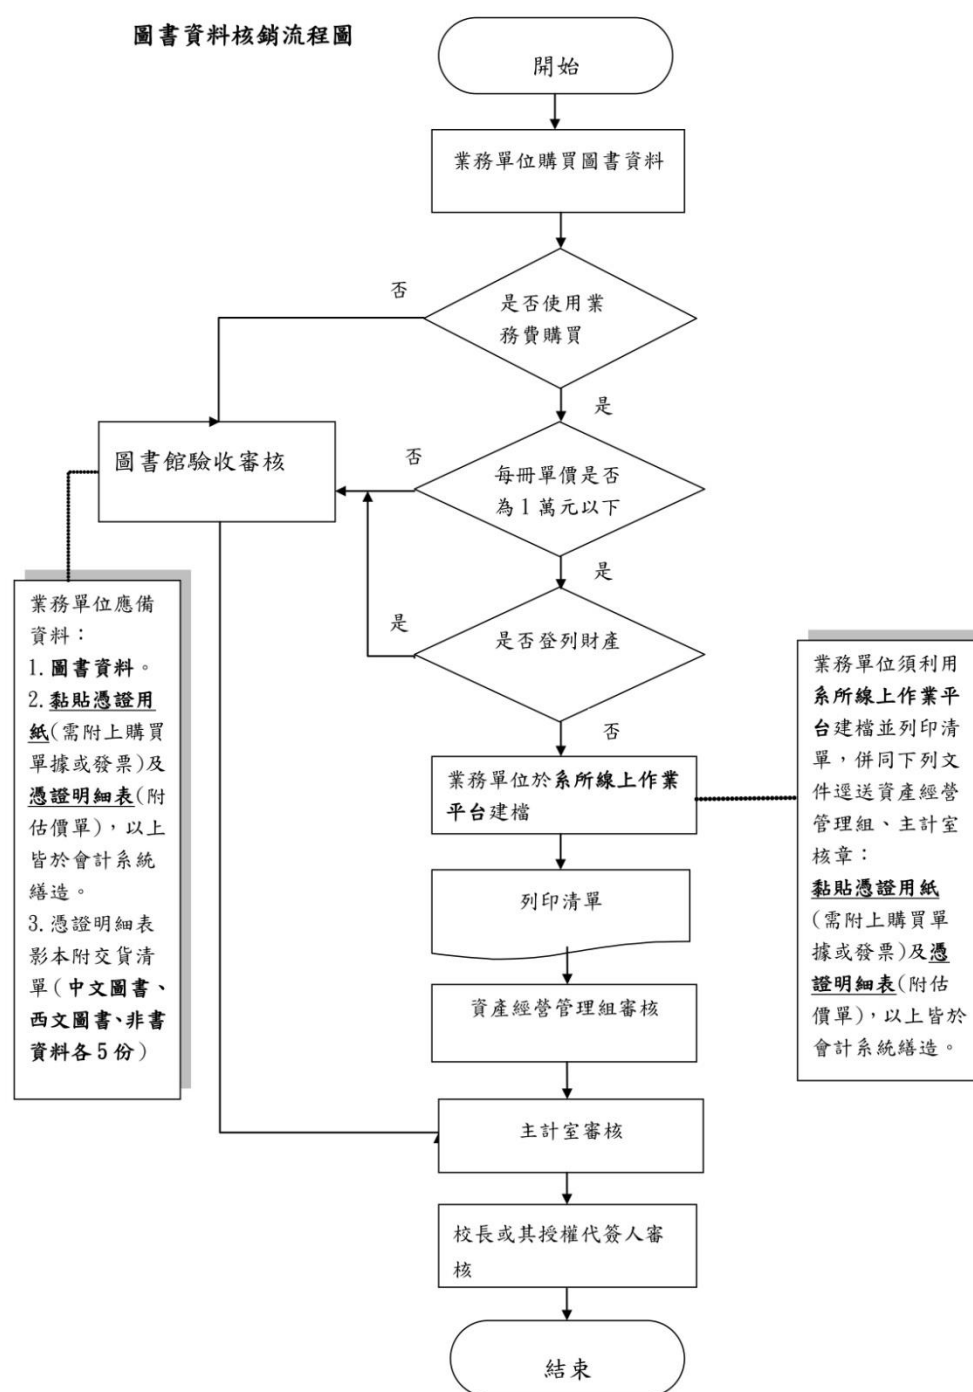 圖書資料核銷流程圖
開始
業務單位購買圖書資料
是否使用業
務費購買
否
是
圖書館驗收審核
否
每冊單價是否
為1萬元以下
是
是
是否登列財產
否
業務單位應備
資料：
1.圖書資料。
2.黏貼憑證用
紙(需附上購買
單據或發票)及
憑證明細表(附
估價單)，以上
皆於會計系統
繕造。
3.憑證明細表
影本附交貨清
單(中文圖書、
西文圖書、非書
資料各5份)
業務單位於系所線上作業
平台建檔
業務單位須利用
系所線上作業平
台建檔並列印清
單，併同下列文
件逕送資產經營
管理組、主計室
核章：
黏貼憑證用紙
(需附上購買單
據或發票)及憑
證明細表(附估
價單)，以上皆於
會計系統繕造。
列印清單
資產經營管理組審核
主計室審核
校長或其授權代簽人審
核
結束